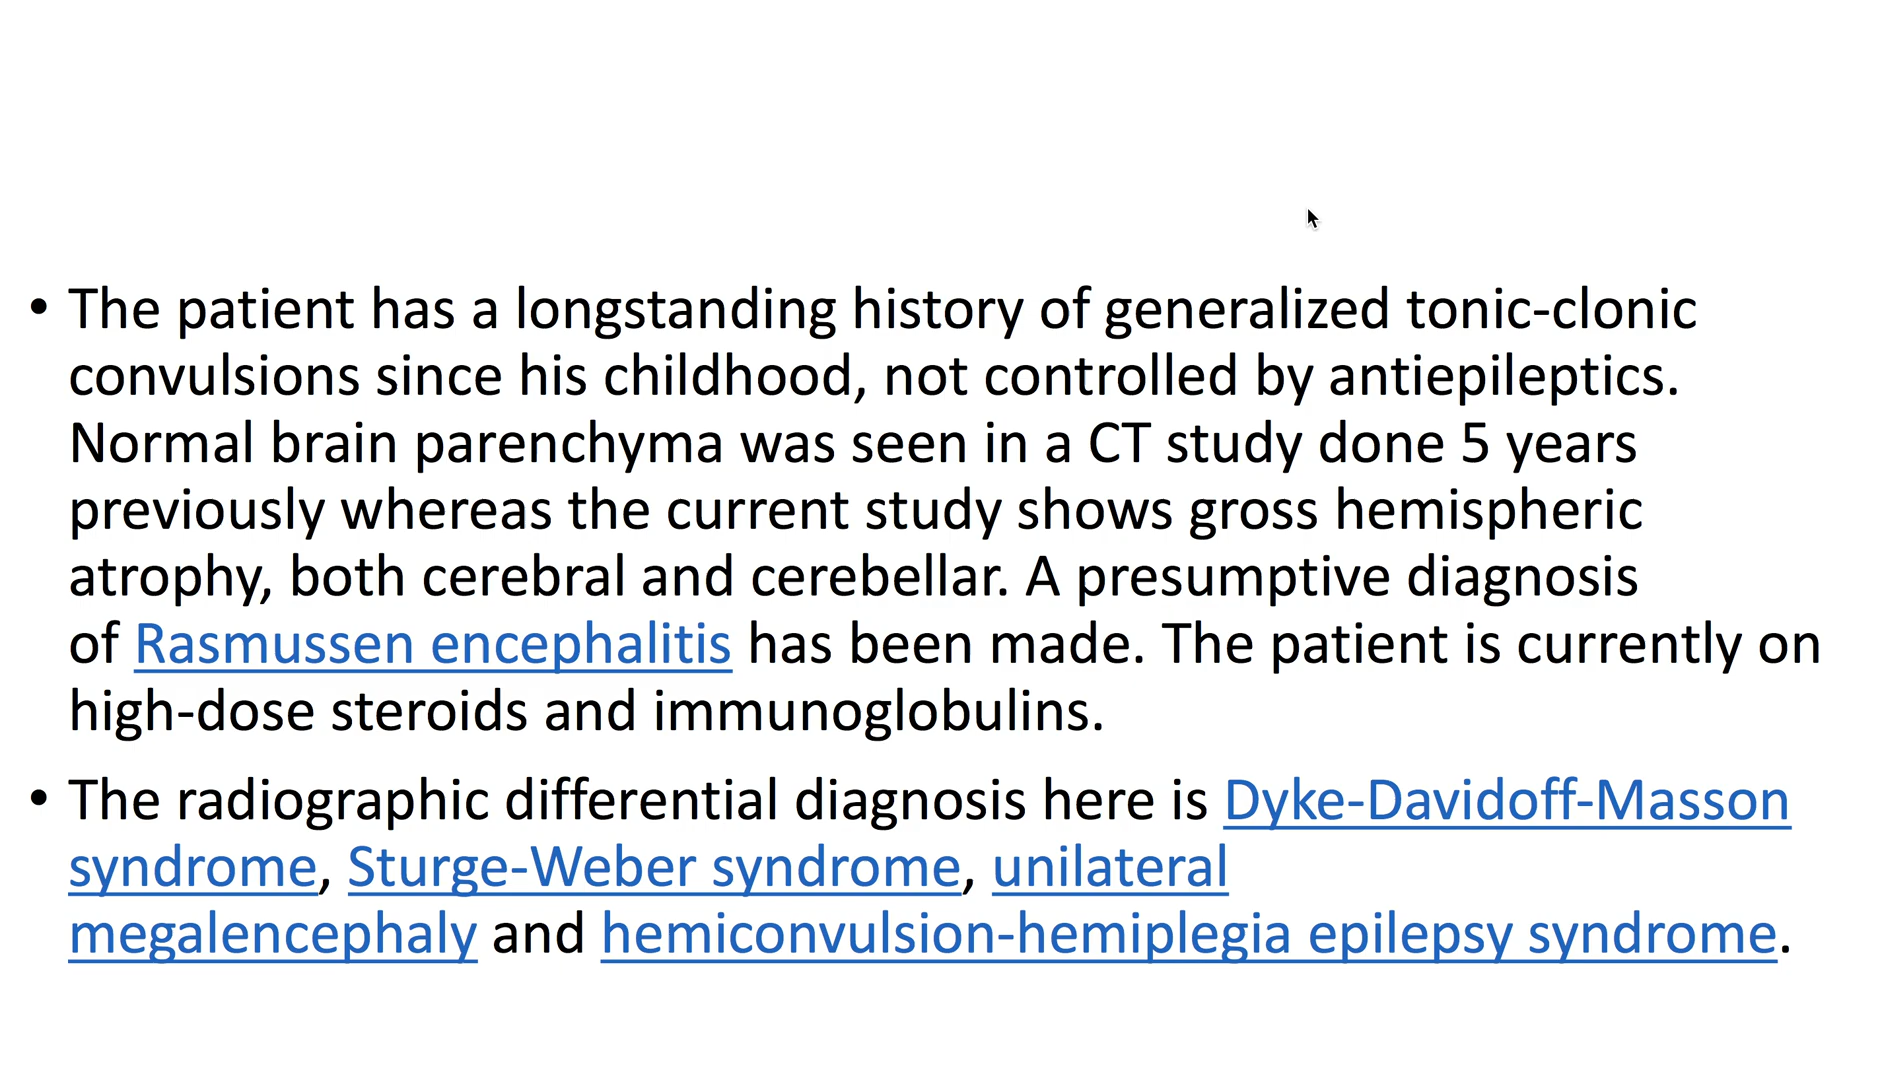 • The patient has a longstanding history of generalized tonic-clonic
convulsions since his childhood, not controlled by antiepileptics.
Normal brain parenchyma was seen in a CT study done 5 years
previously whereas the current study shows gross hemispheric
atrophy, both cerebral and cerebellar. A presumptive diagnosis
of Rasmussen encephalitis has been made. The patient is currently on
high-dose steroids and immunoglobulins.
• The radiographic differential diagnosis here is Dyke-Davidoff-Masson
syndrome, Sturge-Weber syndrome, unilateral
megalencephaly and hemiconvulsion-hemiplegia epilepsy syndrome.